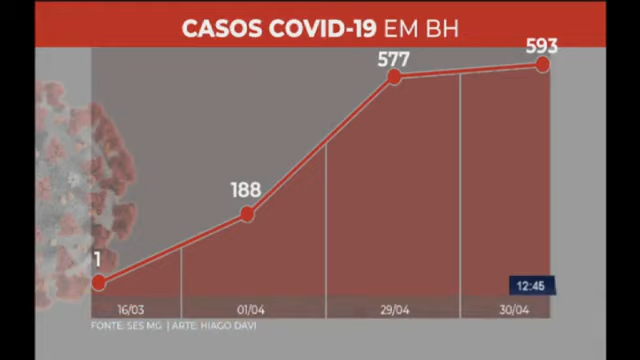 CASOS COVID-19 EM BH
593
577
188
1
12:45
16/03 01/04 29/04 30/04
FONTE: SES MG | ARTE: HIAGO DAVI